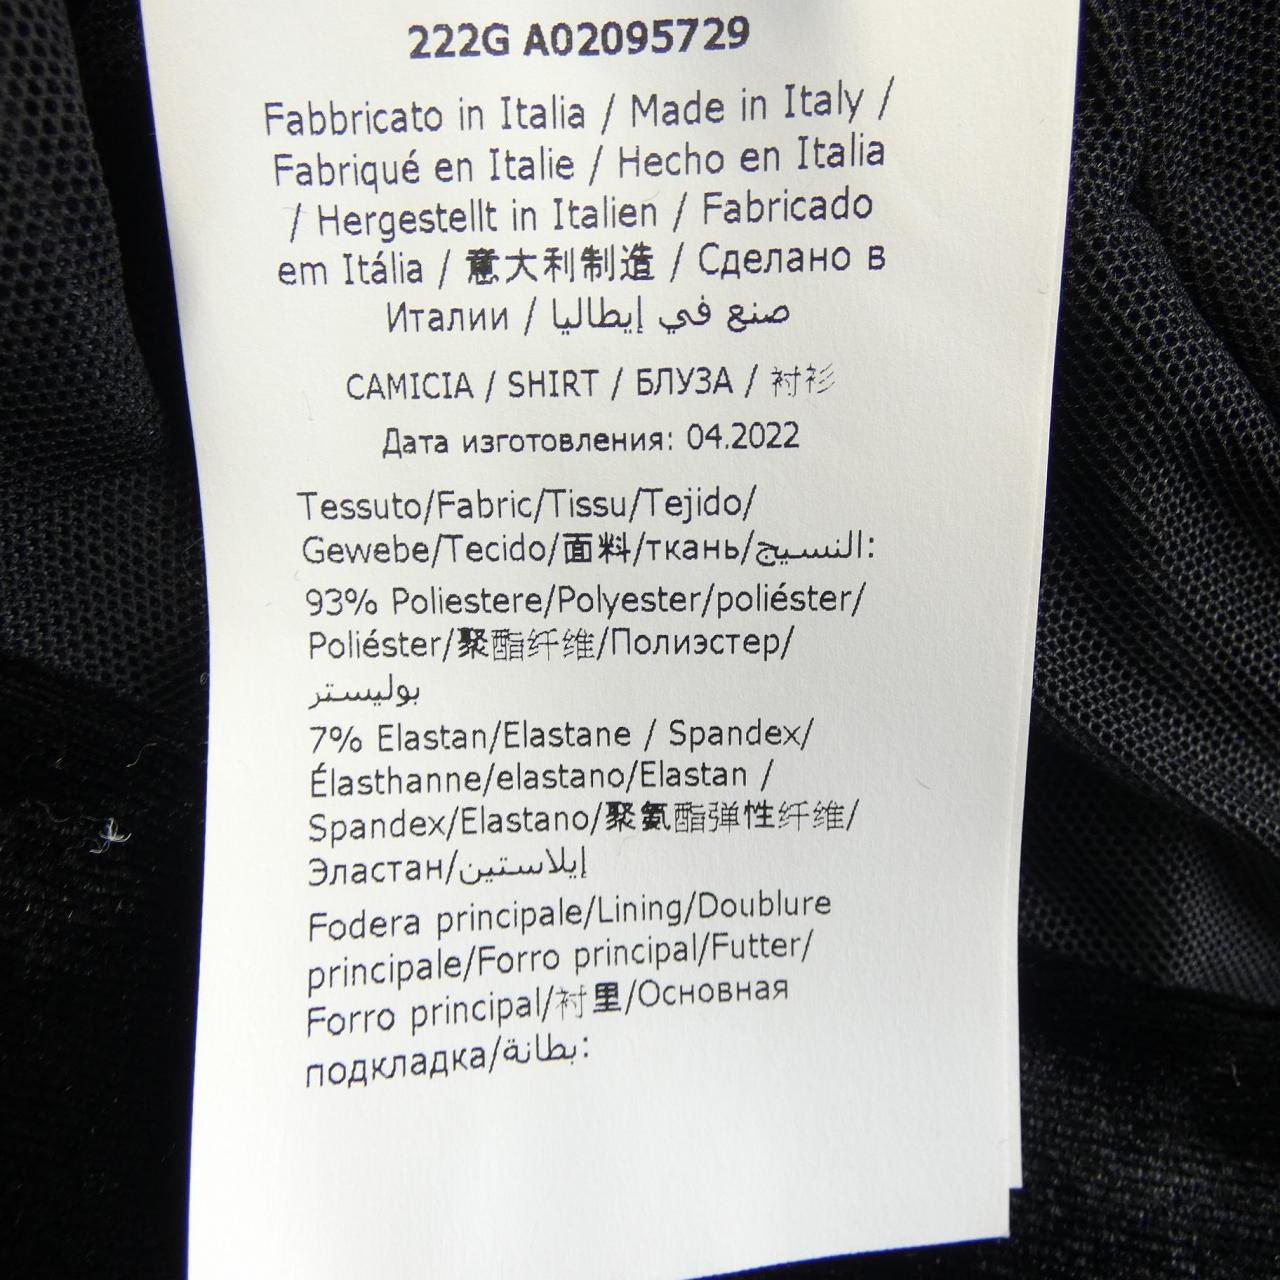 222G A02095729
Fabbricato in Italia / Made in Italy /
Fabriqué en Italie / Hecho en Italia
/ Hergestellt in Italien / Fabricado
em Itália / 意大利制造 / Сделано в
Италии / صنع في إيطاليا
CAMICIA / SHIRT / БЛУЗА / 衬衫
Дата изготовления: 04.2022
Tessuto/Fabric/Tissu/Tejido/
Gewebe/Tecido/面料/ткань/النسيج:
93% Poliestere/Polyester/poliéster/
Poliéster/聚酯纤维/Полиэстер/
بوليستر
7% Elastan/Elastane / Spandex/
Élasthanne/elastano/Elastan /
Spandex/Elastano/聚氨酯弹性纤维/
Эластан/إيلاستين
Fodera principale/Lining/Doublure
principale/Forro principal/Futter/
Forro principal/衬里/Основная
подкладка/بطانة: